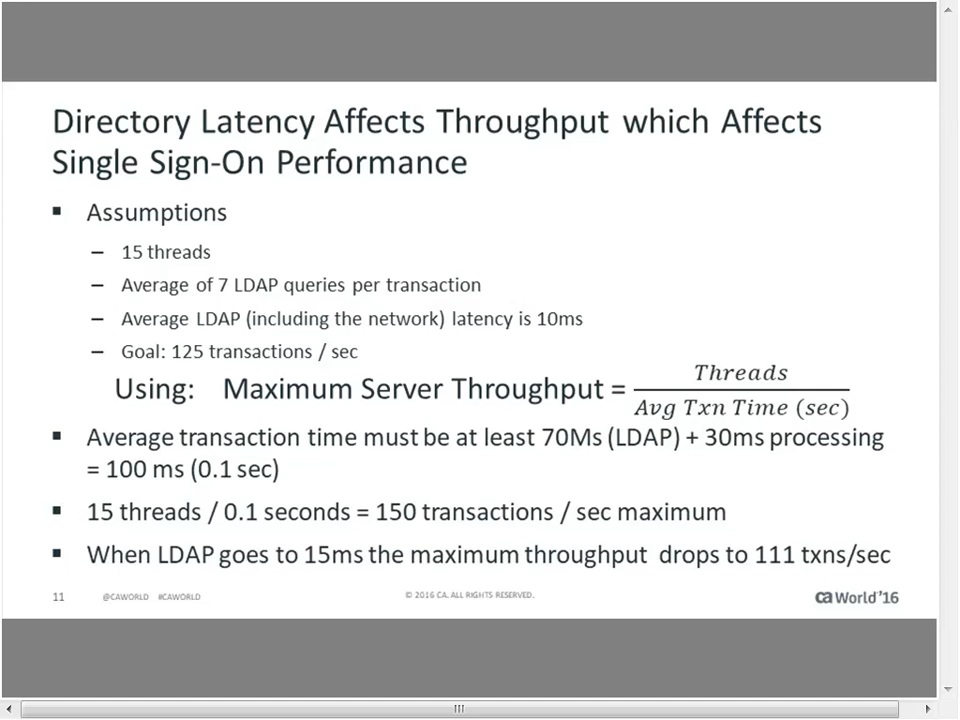 Directory Latency Affects Throughput which Affects
Single Sign-On Performance
▪ Assumptions
– 15 threads
– Average of 7 LDAP queries per transaction
– Average LDAP (including the network) latency is 10ms
– Goal: 125 transactions / sec
Using: Maximum Server Throughput = Threads / Avg Txn Time (sec)
▪ Average transaction time must be at least 70Ms (LDAP) + 30ms processing
= 100 ms (0.1 sec)
▪ 15 threads / 0.1 seconds = 150 transactions / sec maximum
▪ When LDAP goes to 15ms the maximum throughput drops to 111 txns/sec
11 @CAWORLD #CAWORLD © 2016 CA. ALL RIGHTS RESERVED. ca World'16